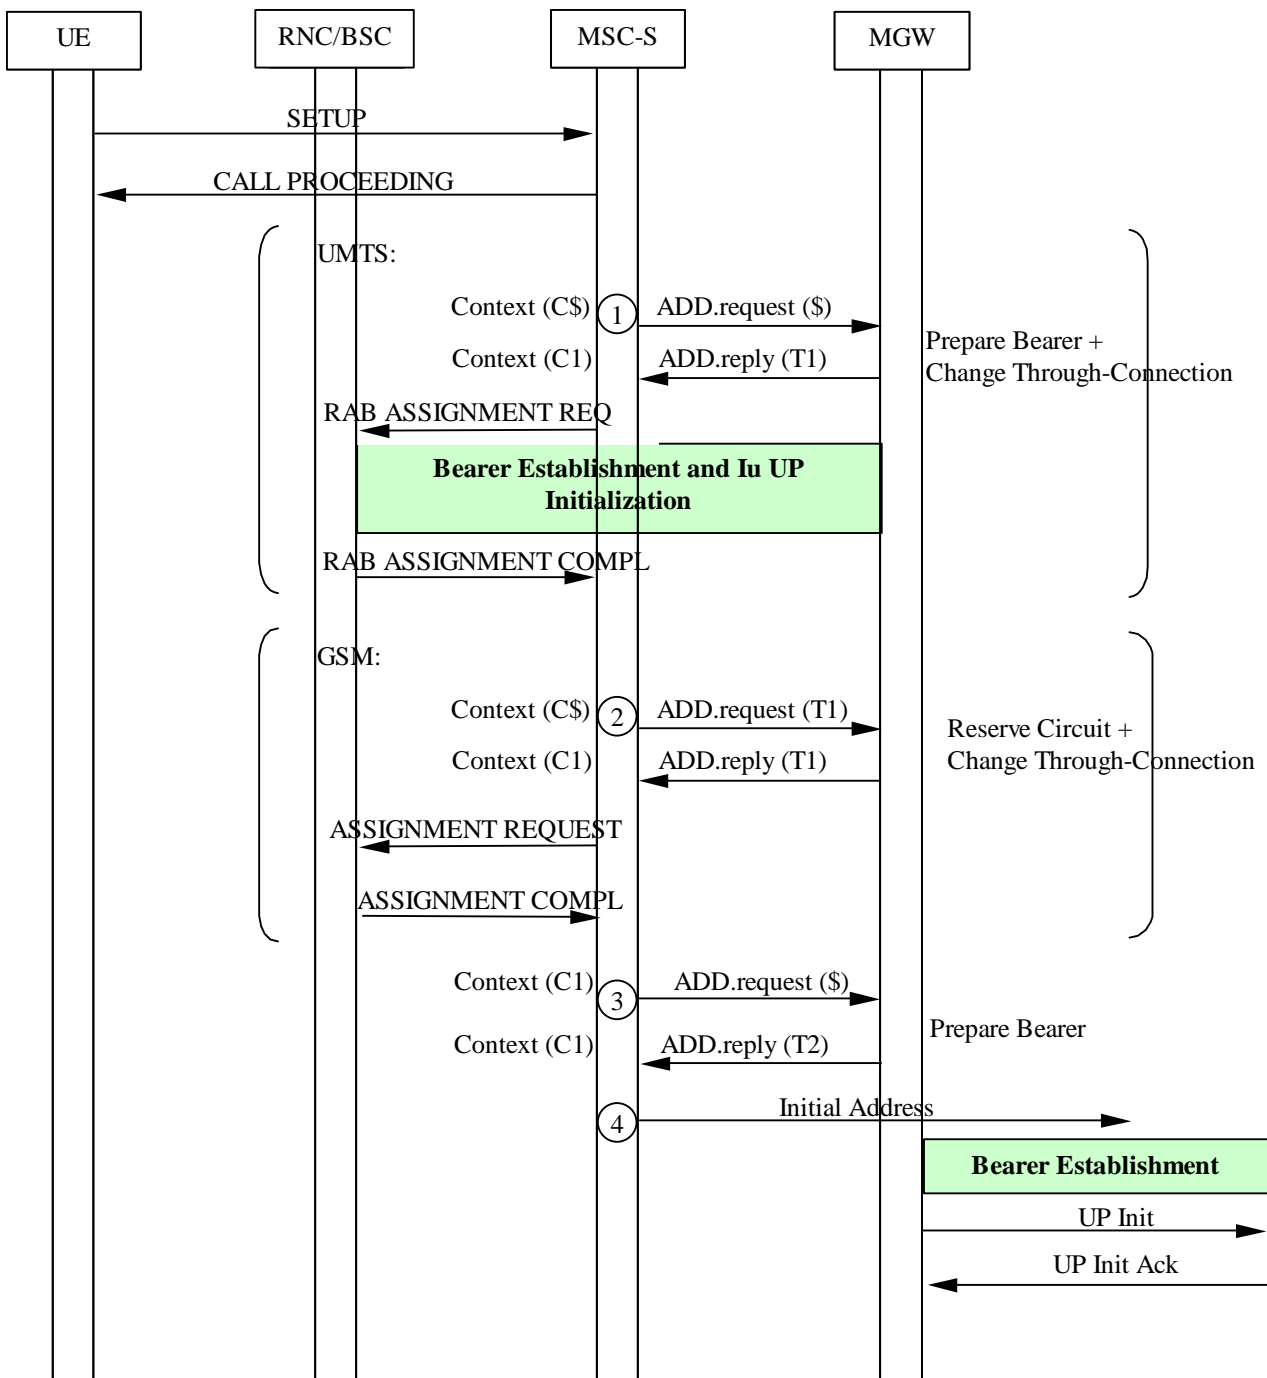 UE
RNC/BSC
MSC-S
MGW
SETUP
CALL PROCEEDING
UMTS:
Context (C$)
1
ADD.request ($)
Prepare Bearer +
Change Through-Connection
Context (C1)
ADD.reply (T1)
RAB ASSIGNMENT REQ
Bearer Establishment and Iu UP
Initialization
RAB ASSIGNMENT COMPL
GSM:
Context (C$)
2
ADD.request (T1)
Reserve Circuit +
Change Through-Connection
Context (C1)
ADD.reply (T1)
ASSIGNMENT REQUEST
ASSIGNMENT COMPL
Context (C1)
3
ADD.request ($)
Prepare Bearer
Context (C1)
ADD.reply (T2)
4
Initial Address
Bearer Establishment
UP Init
UP Init Ack